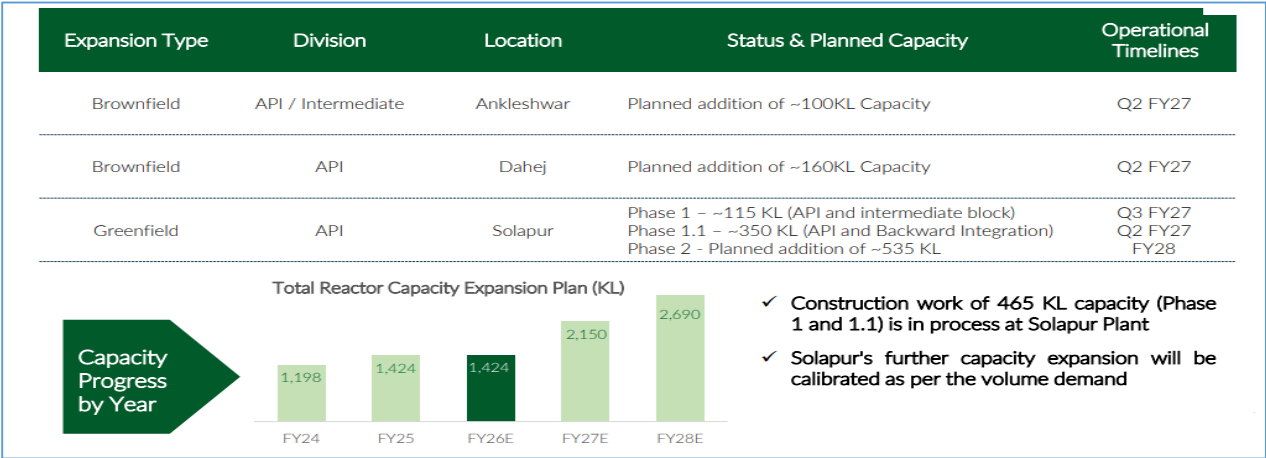 Expansion Type Division Location Status & Planned Capacity Operational Timelines
Brownfield API / Intermediate Ankleshwar Planned addition of ~100KL Capacity Q2 FY27
Brownfield API Dahej Planned addition of ~160KL Capacity Q2 FY27
Greenfield API Solapur
Phase 1 – ~115 KL (API and intermediate block) Q3 FY27
Phase 1.1 – ~350 KL (API and Backward Integration) Q2 FY27
Phase 2 - Planned addition of ~535 KL FY28
Capacity
Progress
by Year
Total Reactor Capacity Expansion Plan (KL)
1,198 1,424 1,424 2,150 2,690
FY24 FY25 FY26E FY27E FY28E
✓ Construction work of 465 KL capacity (Phase
1 and 1.1) is in process at Solapur Plant
✓ Solapur's further capacity expansion will be
calibrated as per the volume demand